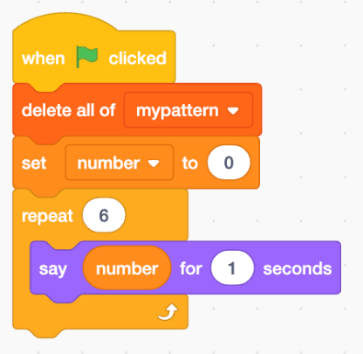 when clicked
delete all of mypattern
set number to 0
repeat 6
say number for 1 seconds